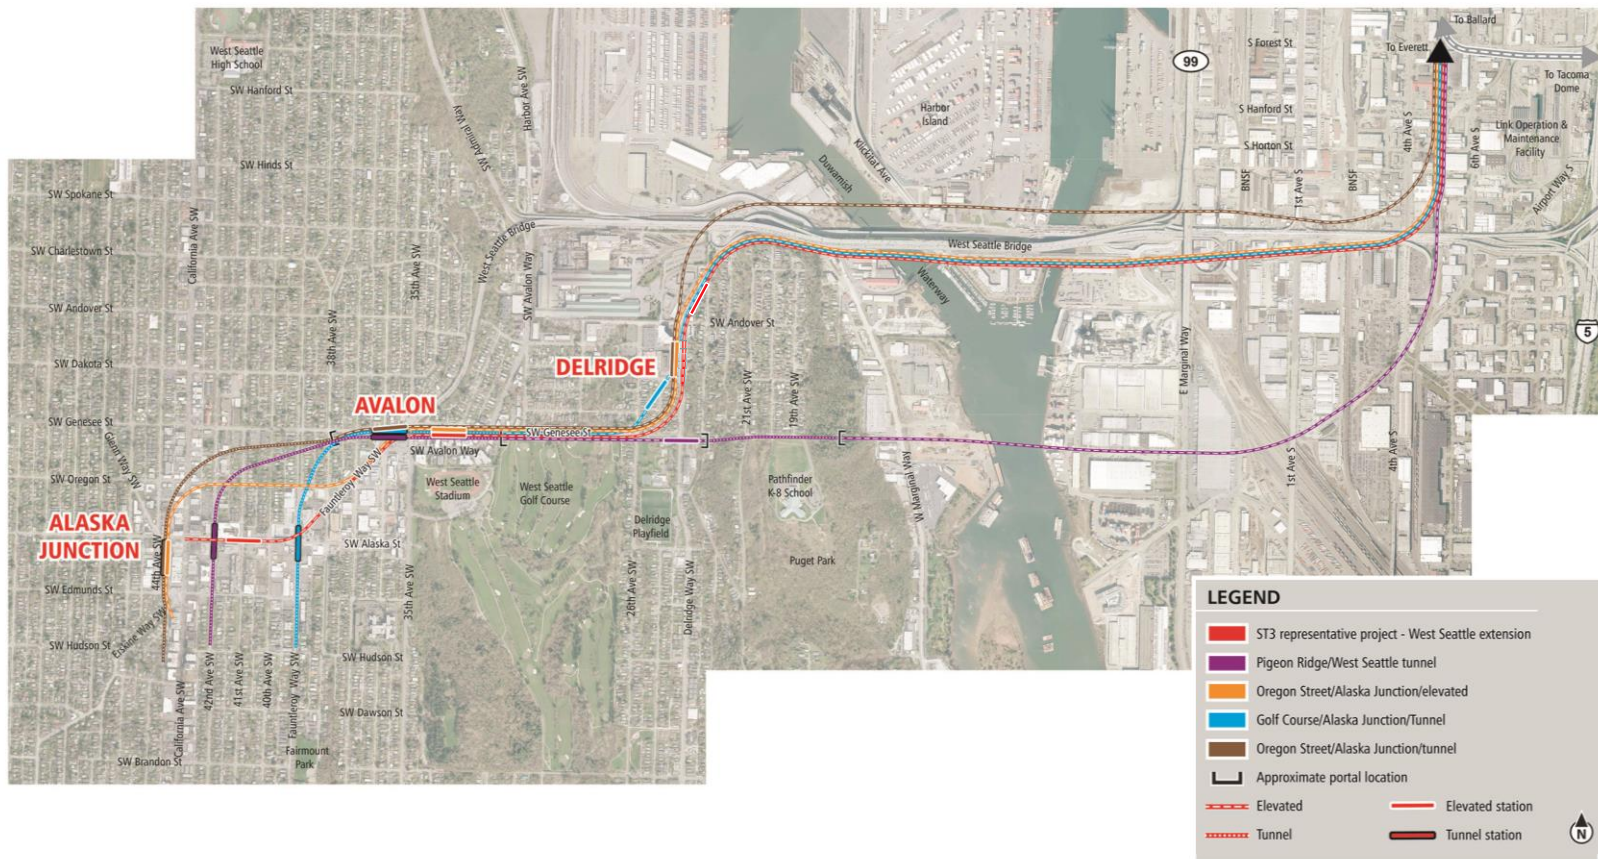 West Seattle
High School
SW Hanford St
SW Hinds St
SW Spokane St
SW Charlestown St
SW Andover St
SW Dakota St
SW Genesee St
SW Oregon St
SW Edmunds St
SW Hudson St
SW Brandon St
California Ave SW
Glenn Way SW
Erskine Way SW
44th Ave SW
California Ave SW
42nd Ave SW
41st Ave SW
40th Ave SW
Fauntleroy Way SW
Fairmount
Park
38th Ave SW
35th Ave SW
SW Admiral Way
Harbor Ave SW
West Seattle Bridge
SW Avalon Way
ALASKA
JUNCTION
AVALON
DELRIDGE
Fauntleroy Way SW
SW Alaska St
35th Ave SW
SW Hudson St
SW Dawson St
SW Avalon Way
SW Genesee St
West Seattle
Stadium
West Seattle
Golf Course
Delridge
Playfield
26th Ave SW
Delridge Way SW
SW Andover St
21st Ave SW
19th Ave SW
Pathfinder
K-8 School
Puget Park
W Marginal Way
Duwamish
Waterway
Klickitat Ave
Harbor
Island
West Seattle Bridge
E Marginal Way
99
S Forest St
S Hanford St
S Horton St
BNSF
1st Ave S
BNSF
4th Ave S
6th Ave S
To Ballard
To Everett
To Tacoma
Dome
Link Operation &
Maintenance
Facility
Airport Way S
5
1st Ave S
4th Ave S
LEGEND
ST3 representative project - West Seattle extension
Pigeon Ridge/West Seattle tunnel
Oregon Street/Alaska Junction/elevated
Golf Course/Alaska Junction/Tunnel
Oregon Street/Alaska Junction/tunnel
Approximate portal location
Elevated
Elevated station
Tunnel
Tunnel station
N